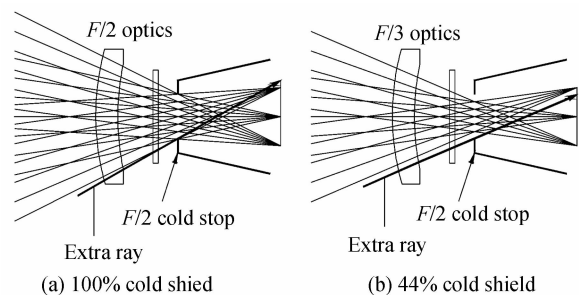 F/2 optics
F/2 cold stop
Extra ray
(a) 100% cold shied
F/3 optics
F/2 cold stop
Extra ray
(b) 44% cold shield